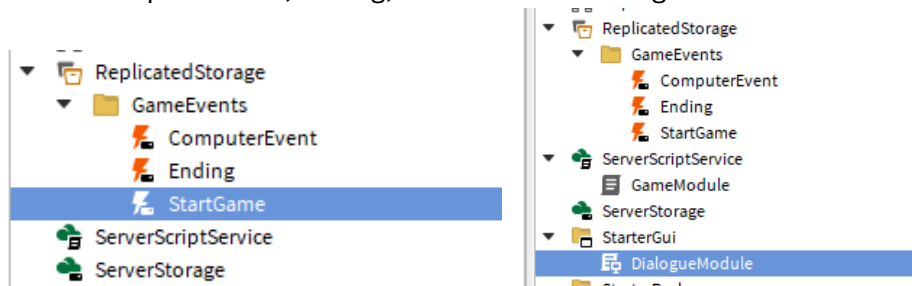 ReplicatedStorage
GameEvents
ComputerEvent
Ending
StartGame
ServerScriptService
ServerStorage
ReplicatedStorage
GameEvents
ComputerEvent
Ending
StartGame
ServerScriptService
GameModule
ServerStorage
StarterGui
DialogueModule